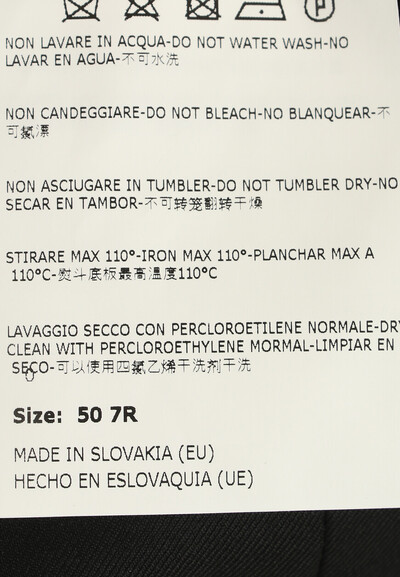 P
NON LAVARE IN ACQUA-DO NOT WATER WASH-NO
LAVAR EN AGUA-不可水洗
NON CANDEGGIARE-DO NOT BLEACH-NO BLANQUEAR-不
可氯漂
NON ASCIUGARE IN TUMBLER-DO NOT TUMBLER DRY-NO
SECAR EN TAMBOR-不可转笼翻转干燥
STIRARE MAX 110°-IRON MAX 110°-PLANCHAR MAX A
110°C-熨斗底板最高温度110°C
LAVAGGIO SECCO CON PERCLOROETILENE NORMALE-DRY
CLEAN WITH PERCLOROETHYLENE MORMAL-LIMPIAR EN
SECO-可以使用四氯乙烯干洗剂干洗
Size: 50 7R
MADE IN SLOVAKIA (EU)
HECHO EN ESLOVAQUIA (UE)